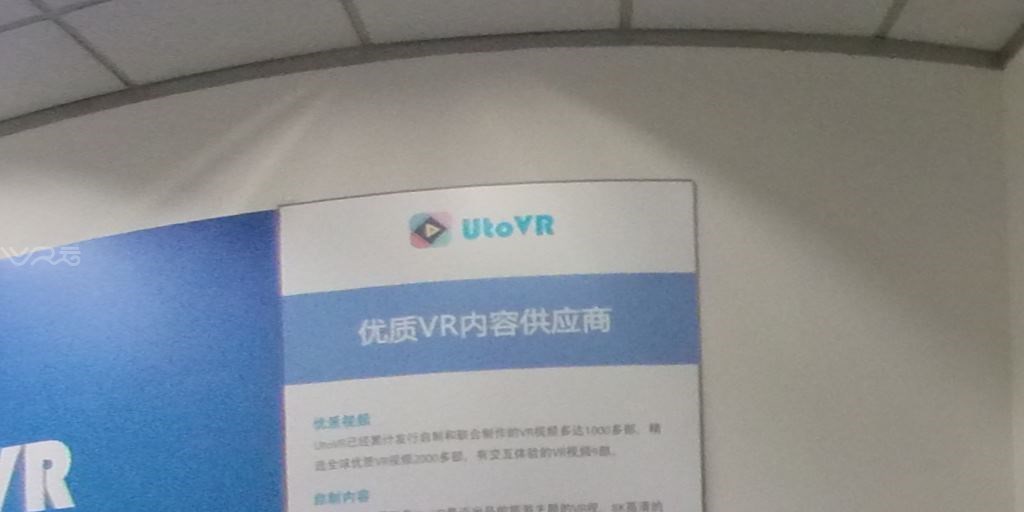 UtoVR
VR云
优质VR内容供应商
VR
优质视频
UtoVR已经累计发行自制和联合制作的VR视频多达1000多部，精
选全球优质VR视频2000多部，有交互体验的VR视频9部。
自制内容